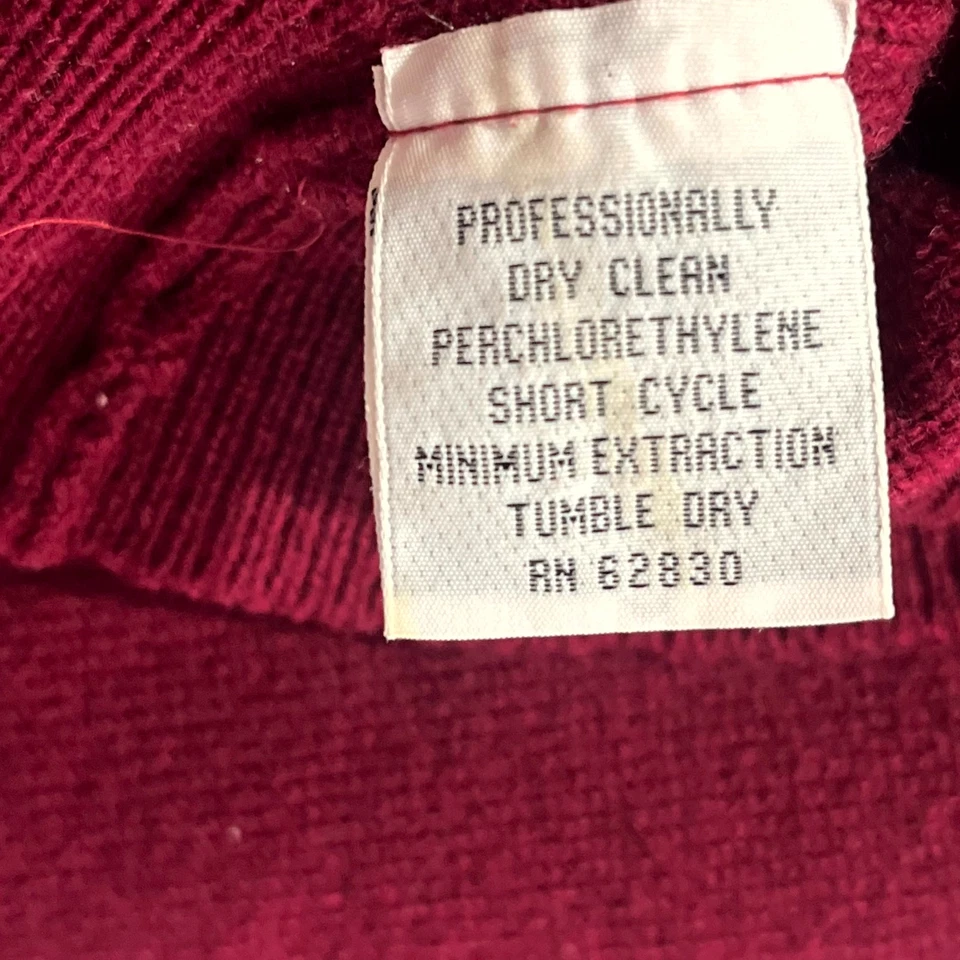 PROFESSIONALLY
DRY CLEAN
PERCHLORETHYLENE
SHORT CYCLE
MINIMUM EXTRACTION
TUMBLE DRY
RN 62830